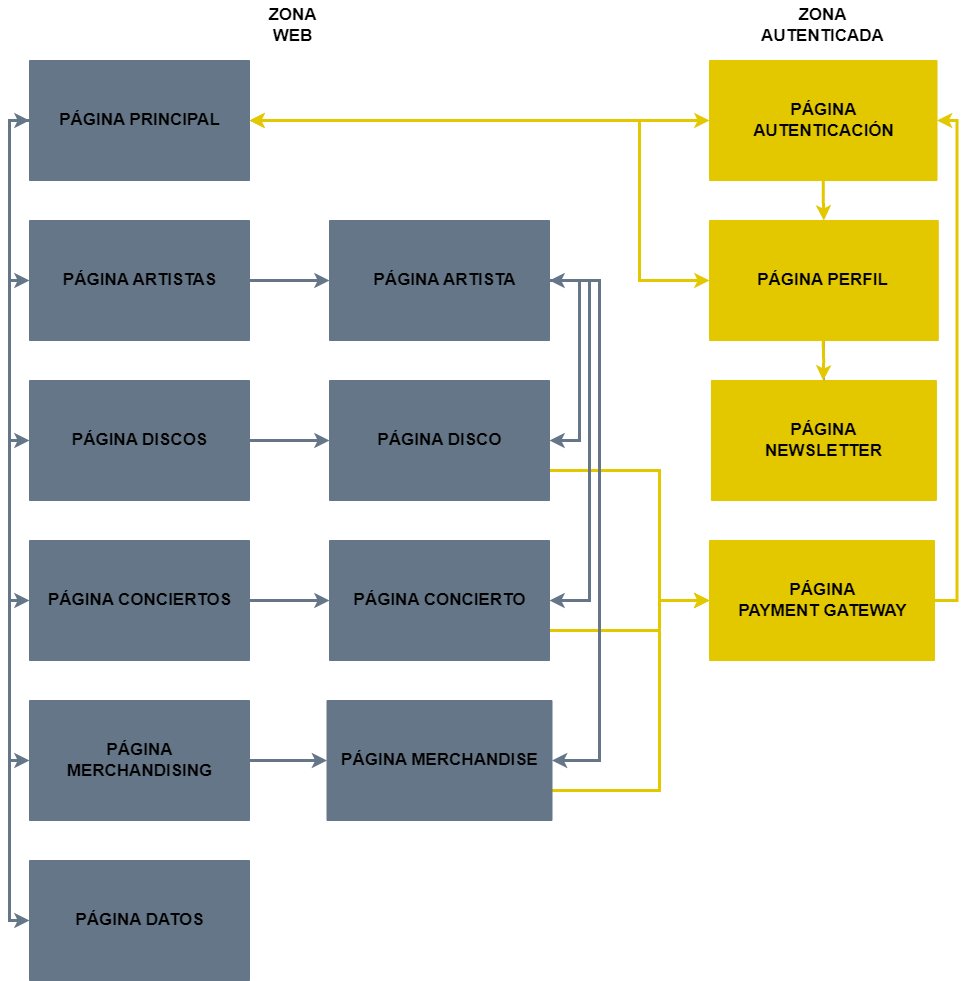 ZONA
WEB
ZONA
AUTENTICADA
PÁGINA PRINCIPAL
PÁGINA
AUTENTICACIÓN
PÁGINA ARTISTAS
PÁGINA ARTISTA
PÁGINA PERFIL
PÁGINA DISCOS
PÁGINA DISCO
PÁGINA
NEWSLETTER
PÁGINA CONCIERTOS
PÁGINA CONCIERTO
PÁGINA
PAYMENT GATEWAY
PÁGINA
MERCHANDISING
PÁGINA MERCHANDISE
PÁGINA DATOS